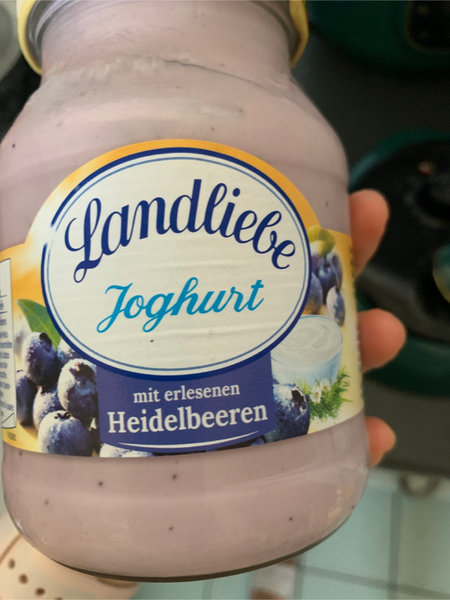 Landliebe
Joghurt
mit erlesenen
Heidelbeeren